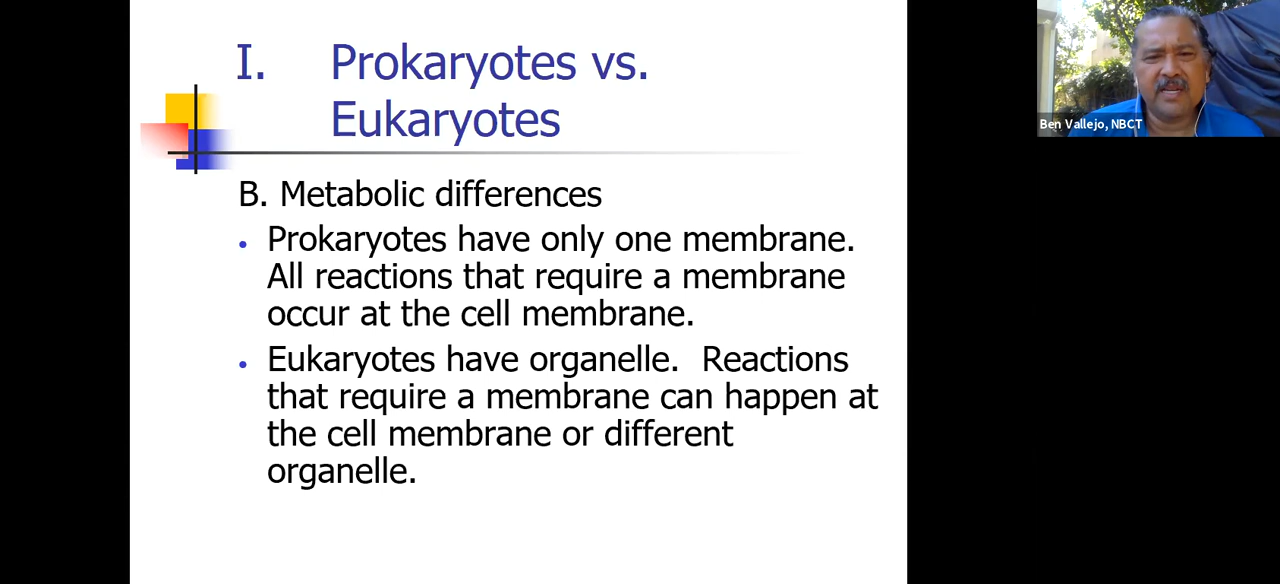 I. Prokaryotes vs.
Eukaryotes
B. Metabolic differences
• Prokaryotes have only one membrane.
All reactions that require a membrane
occur at the cell membrane.
• Eukaryotes have organelle. Reactions
that require a membrane can happen at
the cell membrane or different
organelle.
Ben Vallejo, NBCT